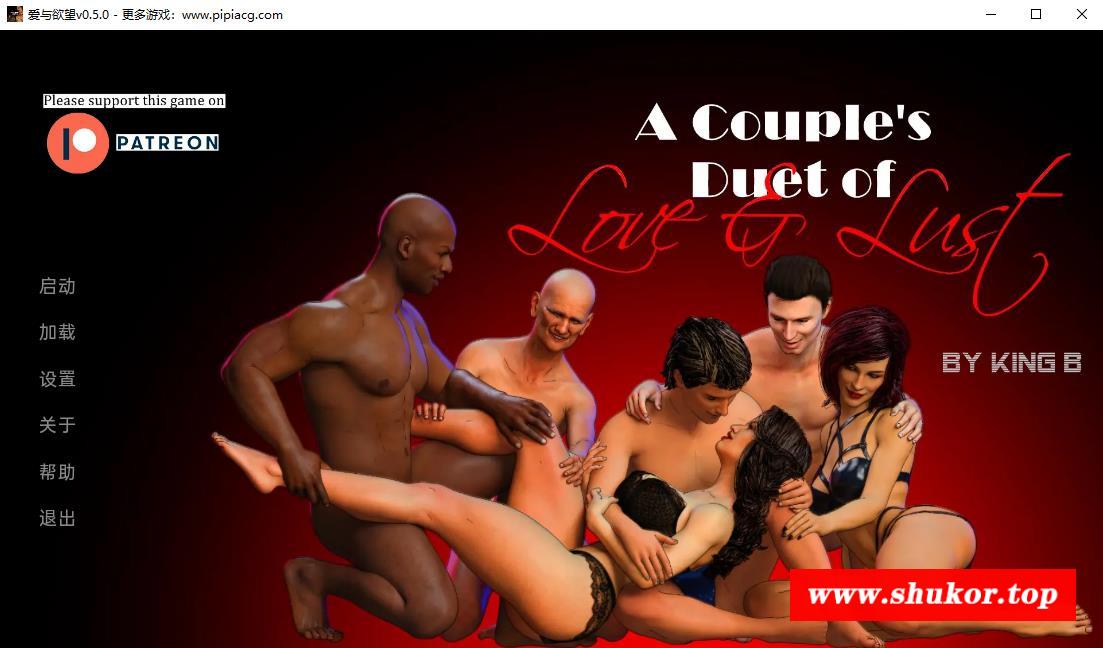 爱与欲望v0.5.0 - 更多游戏：www.pipiacg.com
Please support this game on
PATREON
A Couple's
Duet of
Love & Lust
BY KING B
启动
加载
设置
关于
帮助
退出
www.shukor.top